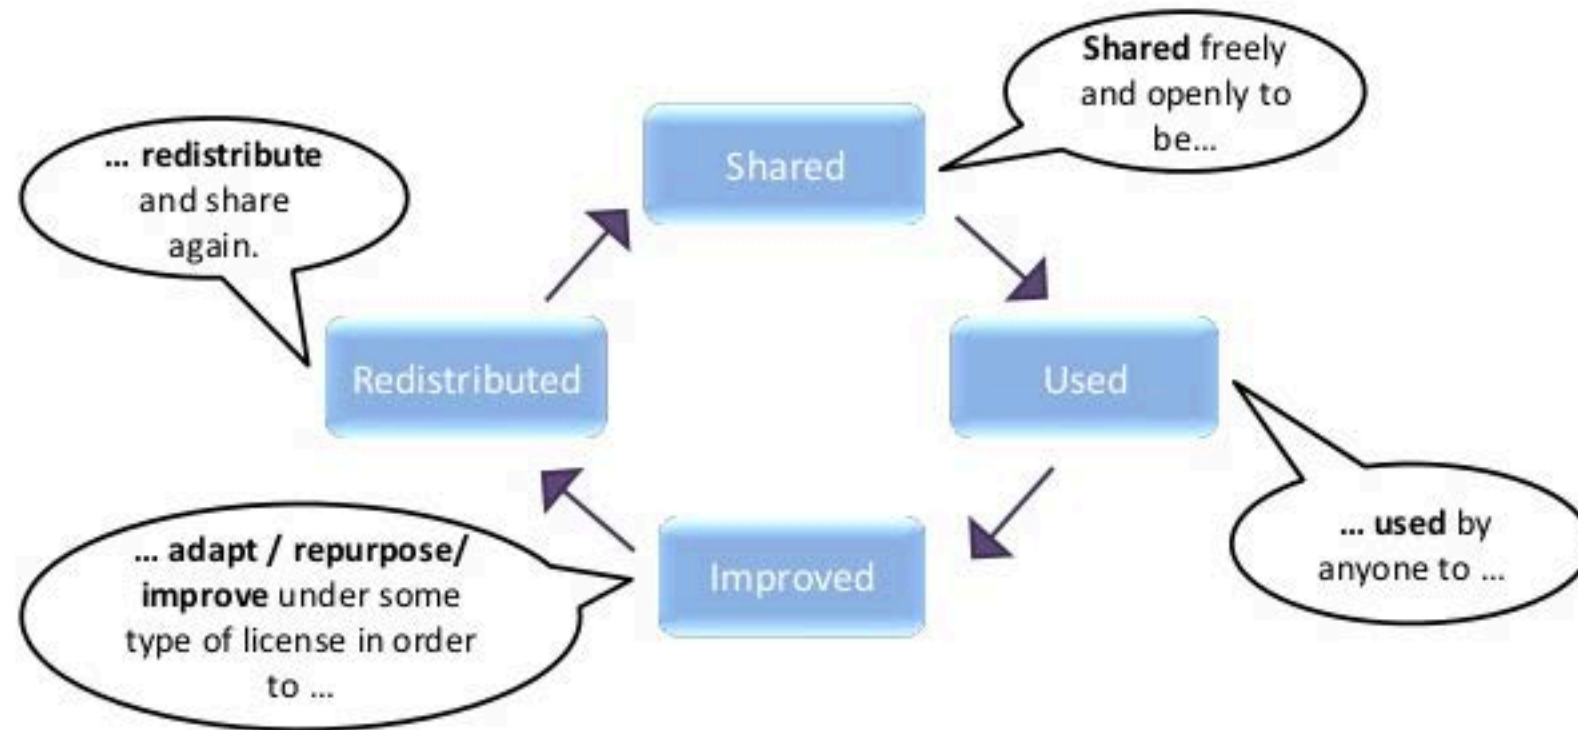 Shared freely
and openly to
be...
... redistribute
and share
again.
Shared
Redistributed
Used
... used by
anyone to ...
... adapt / repurpose/
improve under some
type of license in order
to ...
Improved